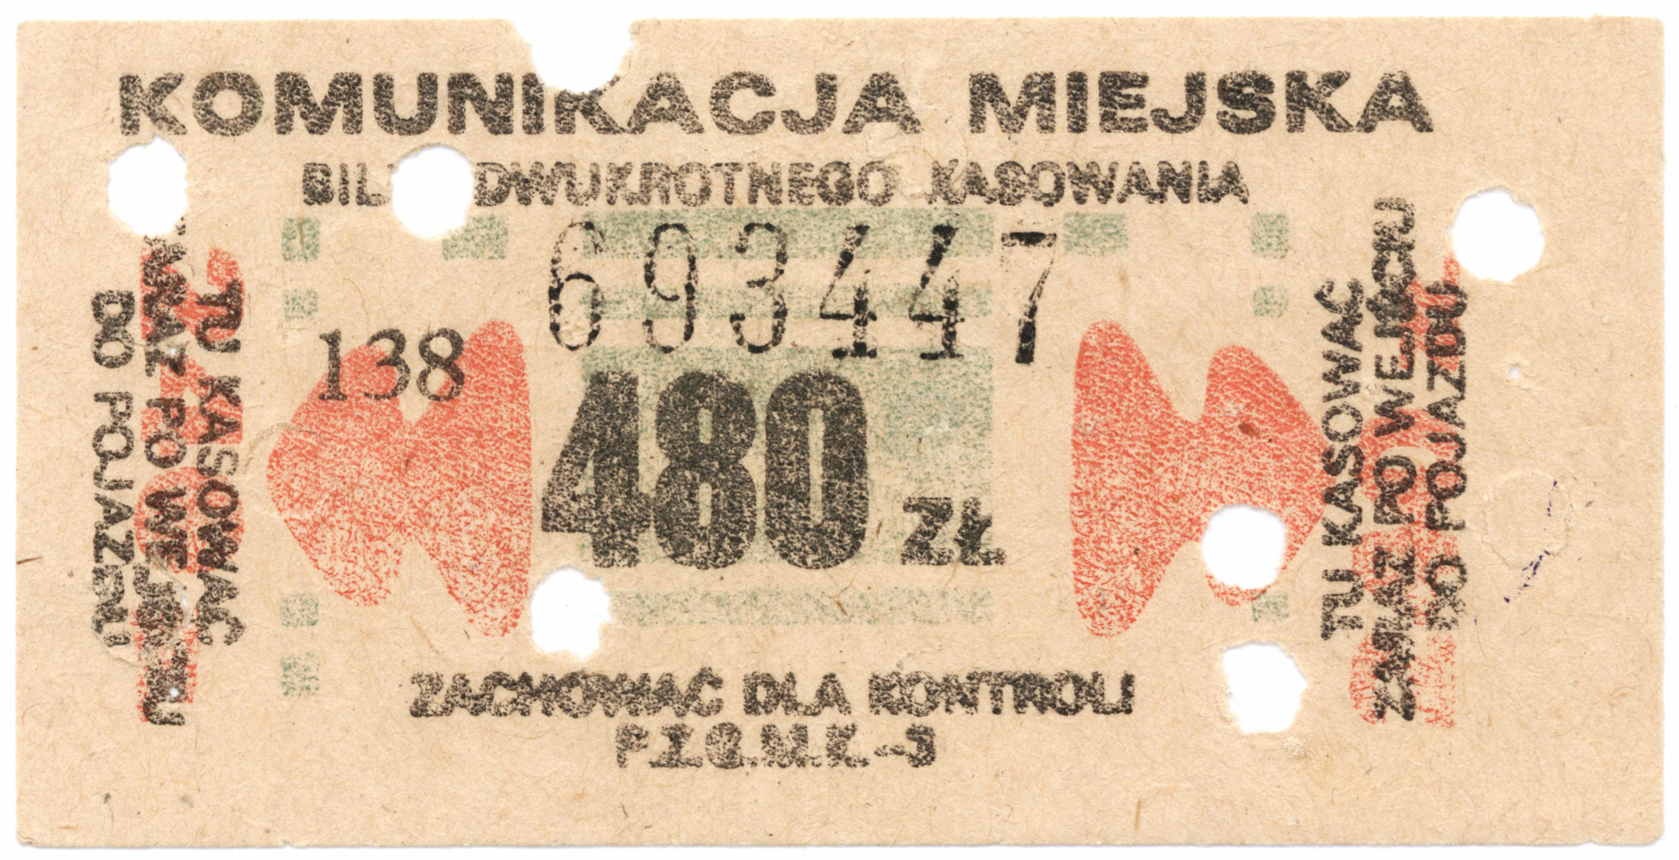 KOMUNIKACJA MIEJSKA
DWUKROTNEGO KASOWANIA
693447
138
480 ZŁ
TU KASOWAĆ
ZARAZ PO WEJŚCIU
DO POJAZDU
TU KASOWAĆ
ZARAZ PO WEJŚCIU
DO POJAZDU
ZACHOWAĆ DLA KONTROLI